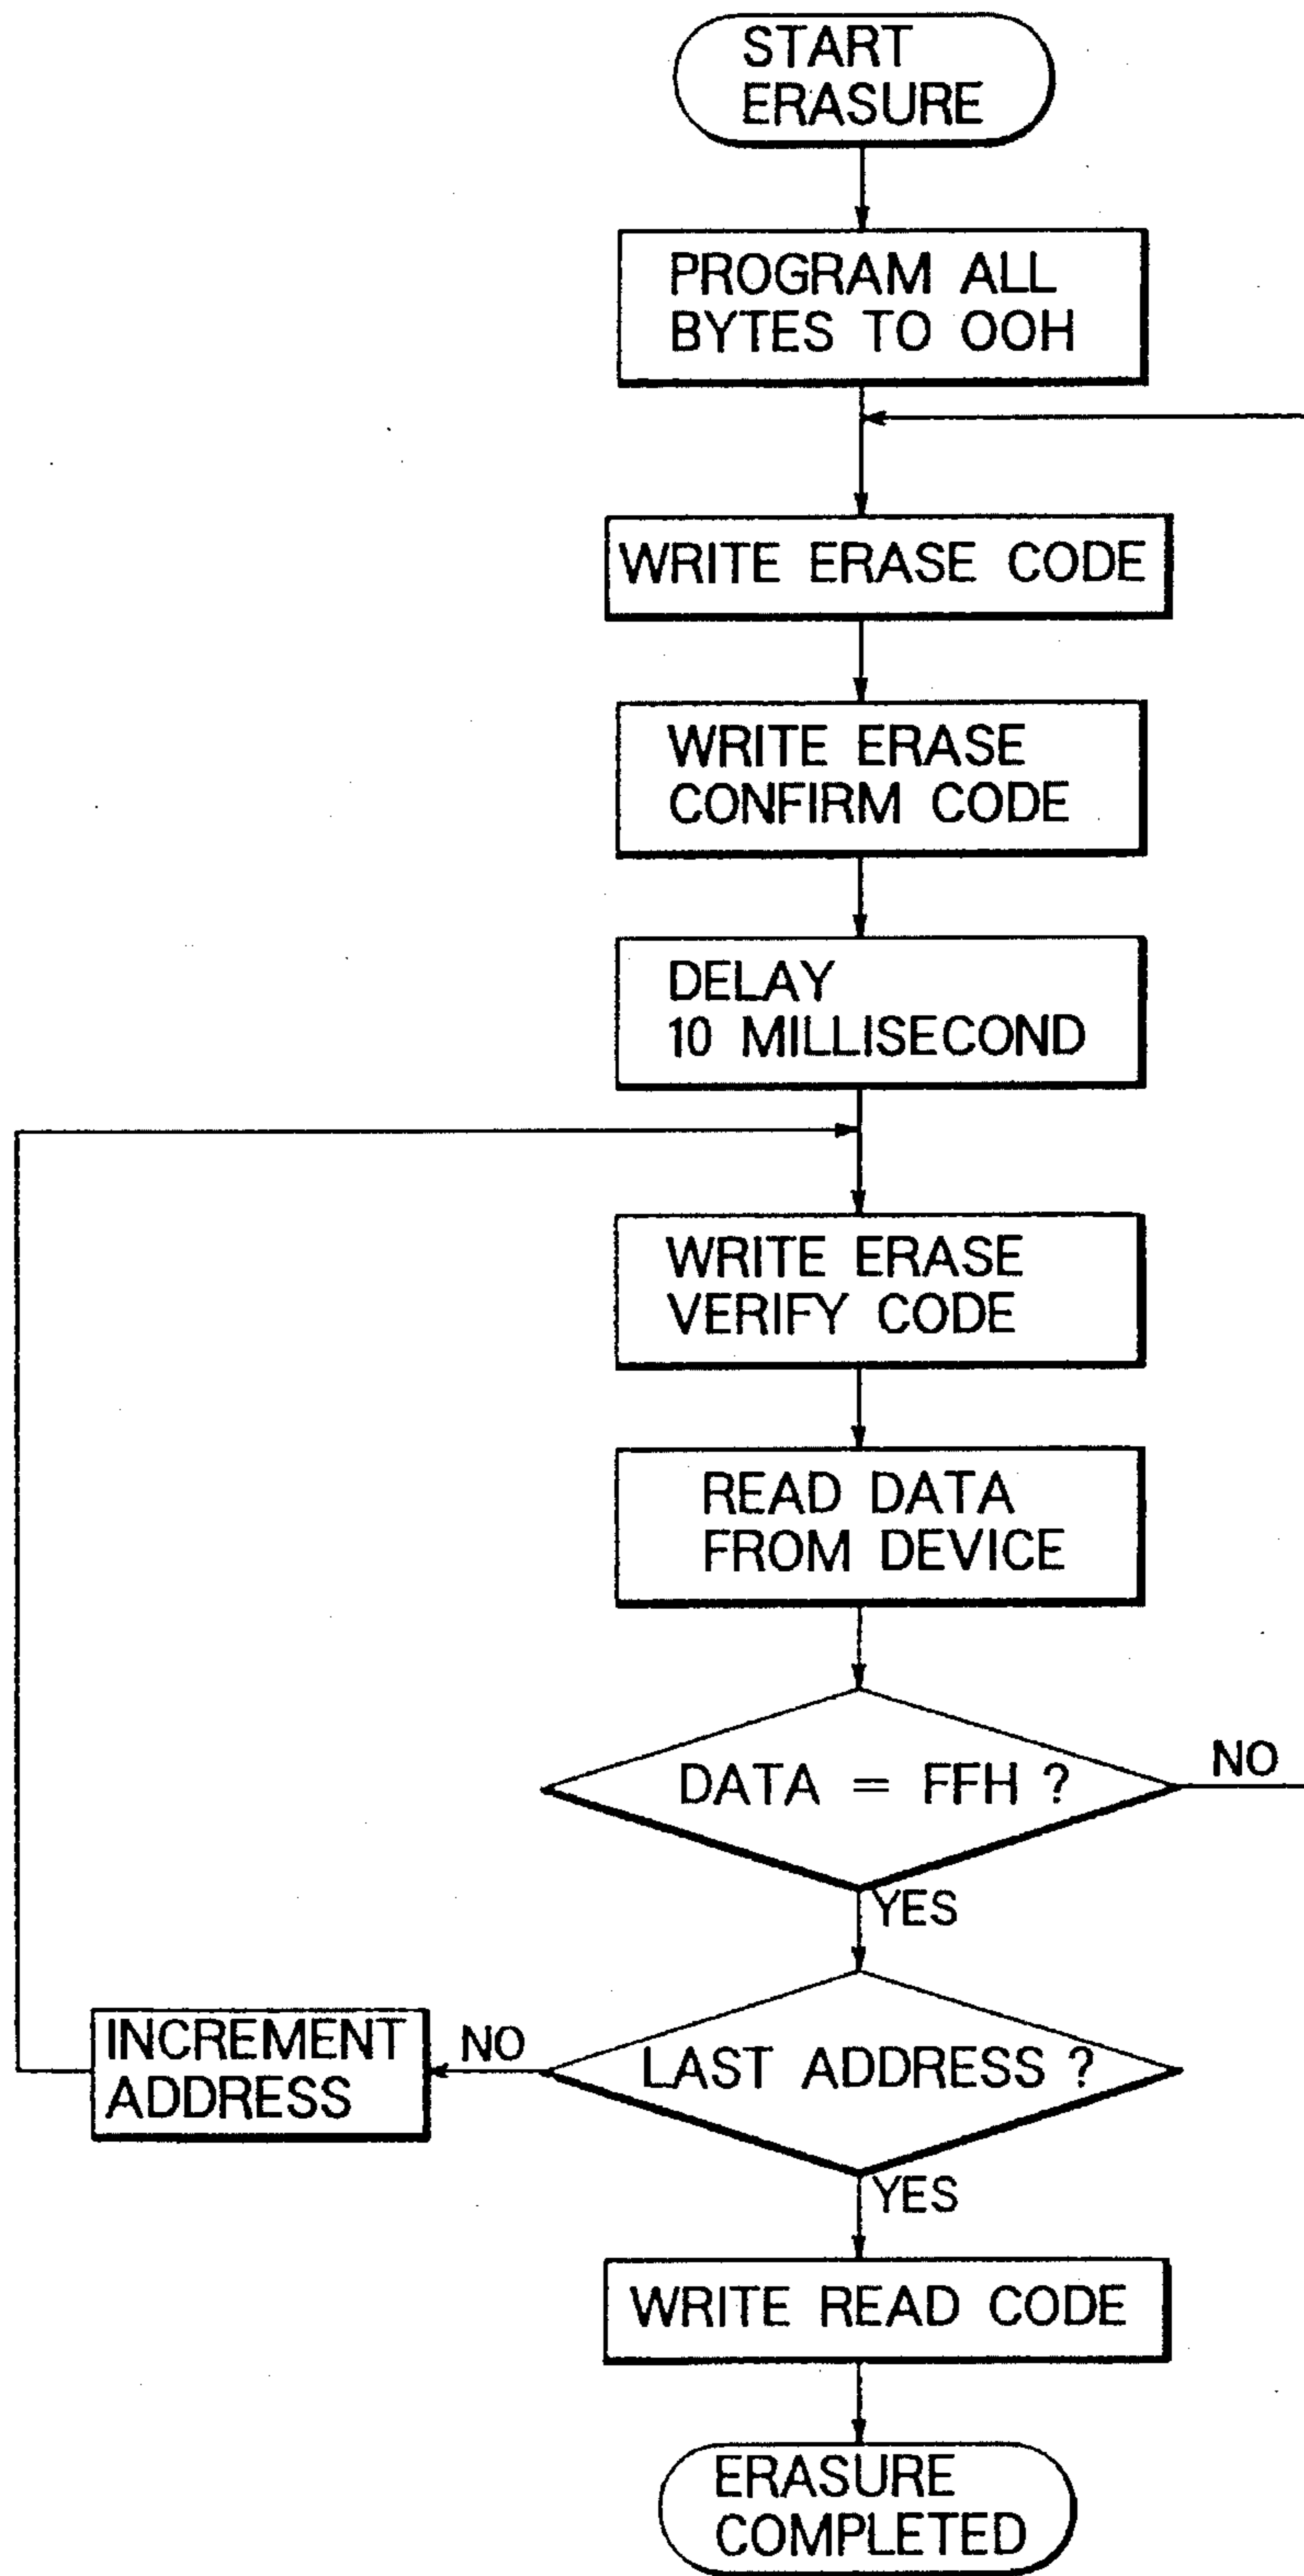 START
ERASURE
PROGRAM ALL
BYTES TO OOH
WRITE ERASE CODE
WRITE ERASE
CONFIRM CODE
DELAY
10 MILLISECOND
WRITE ERASE
VERIFY CODE
READ DATA
FROM DEVICE
DATA = FFH ?
NO
YES
INCREMENT
ADDRESS
NO
LAST ADDRESS ?
YES
WRITE READ CODE
ERASURE
COMPLETED